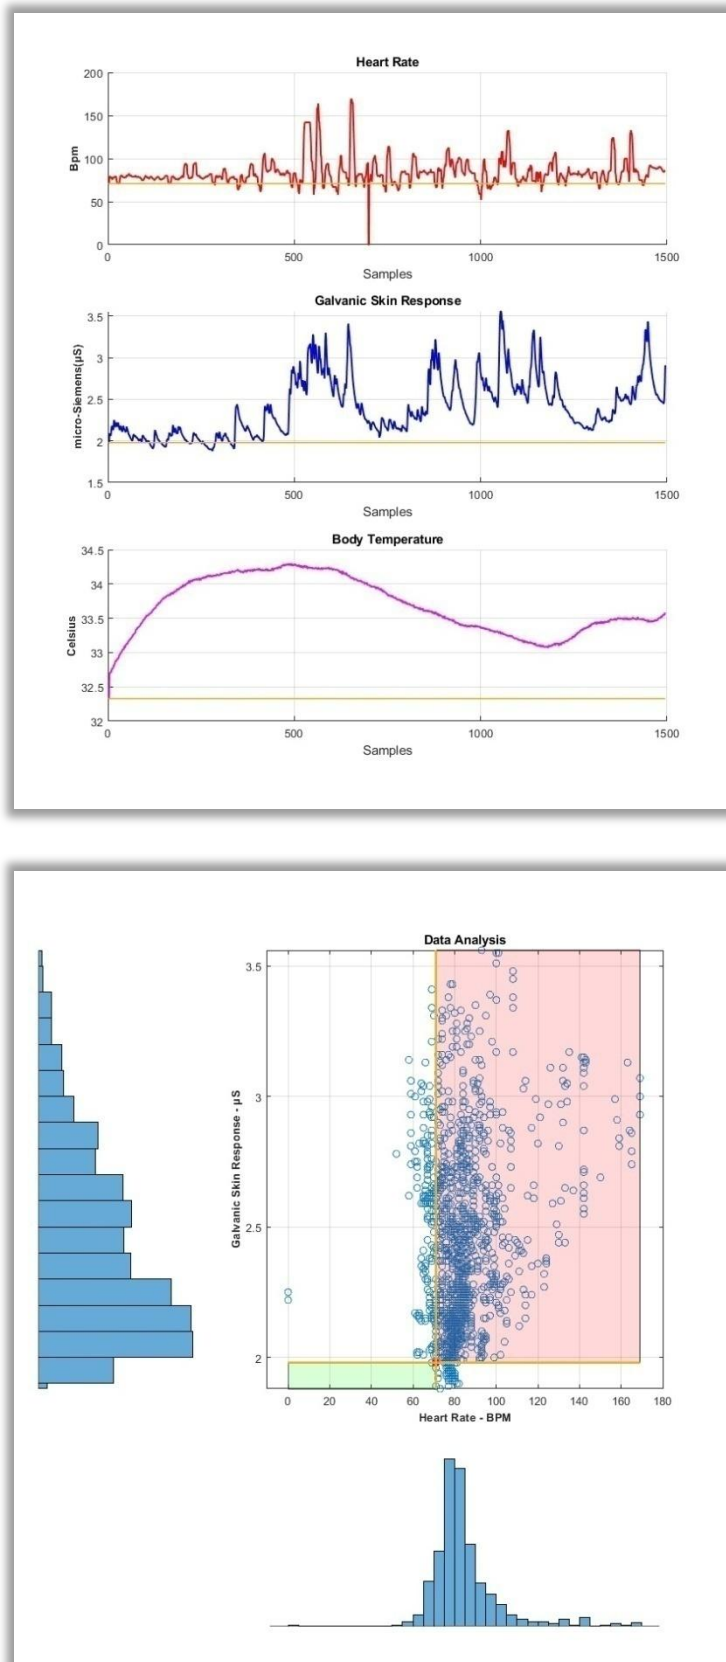 Heart Rate
200
150
100
50
0
Bpm
0 500 1000 1500
Samples
Galvanic Skin Response
3.5
3
2.5
2
1.5
micro-Siemens(µS)
0 500 1000 1500
Samples
Body Temperature
34.5
34
33.5
33
32.5
32
Celsius
0 500 1000 1500
Samples
Data Analysis
3.5
3
2.5
2
Galvanic Skin Response - µS
0 20 40 60 80 100 120 140 160 180
Heart Rate - BPM